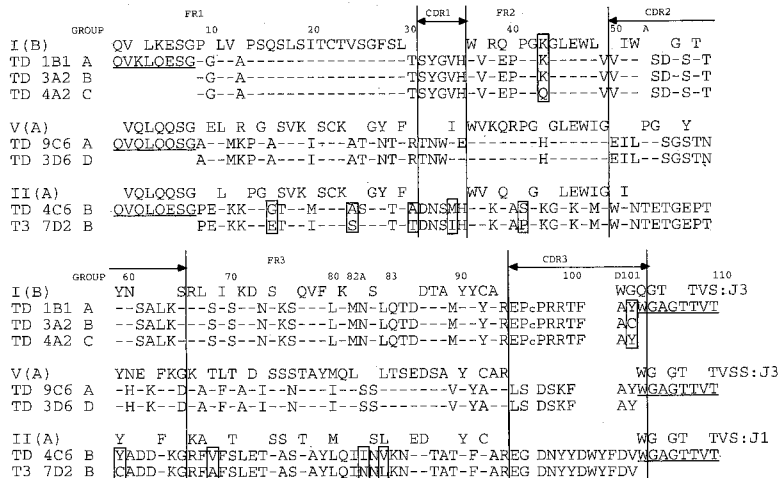 FR1 CDR1 FR2 CDR2
GROUP 10 20 30 40 50 A
I(B) QV LKESGP LV PSQSLSITCTVSGFSL W RQ PGKGLEWL IW G T
TD 1B1 A QVKLQESG-G--A---------------TSYGVH-V-EP-K-----VV--SD-S-T
TD 3A2 B G--A---------------TSYGVH-V-EP-K-----VV--SD-S-T
TD 4A2 C G--A---------------TSYGVH-V-EP-Q-----VV- SD-S-T
V(A) VQLQQSG EL R G SVK SCK GY F I WVKQRPG GLEWIG PG Y
TD 9C6 A QVQLQQSGA--MKP-A---I---AT-NT-RTNW-E-------H------EIL--SGSTN
TD 3D6 D A--MKP-A---I---AT-NT-RTNW---------H------EIL--SGSTN
II(A) VQLQQSG L PG SVK SCK GY F WV Q G LEWIG I
TD 4C6 B QVQLQESGPE-KK--G-T--M----AS---T--ADNSMH--K-AS-KG-K-M-W-NTETGEPT
T3 7D2 B PE-KK--E-T--I----S----T--TDNSIH--K-AP-KG-K-M-W-NTETGEPT
FR3 CDR3
GROUP 60 70 80 82A 83 90 100 D101 110
I(B) YN SRL I KD S QVF K S DTA YYCA WGQGT TVS:J3
TD 1B1 A --SALK---S-S--N-KS---L-MN-LQTD---M--Y-REPcPRRTF AYWGAGTTVT
TD 3A2 B --SALK---S-S--N-KS---L-MN-LQTD---M--Y-REPcPRRTF AC
TD 4A2 C --SALK---S-S--N-KS---L-MN-LQTD---M--Y-REPcPRRTF AY
V(A) YNE FKGK TLT D SSSTAYMQL LTSEDSA YY CAR WG GT TVSS:J3
TD 9C6 A -H-K--D-A-F-A-I---N---I--SS------V--YA-LS DSKF AYWGAGTTVT
TD 3D6 D -H-K--D-A-F-A-I---N---I--SS------V--YA-LS DSKF AY
II(A) Y F KA T SS T M SL ED Y C WG GT TVS:J1
TD 4C6 B YADD-KGRFVFSLET-AS-AYLQIINVKN--TAT-F-AREG DNYYDWYFDVWGAGTTVT
T3 7D2 B CADD-KGRFAFSLET-AS-AYLQINNLKN--TAT-F-AREG DNYYDWYFDV